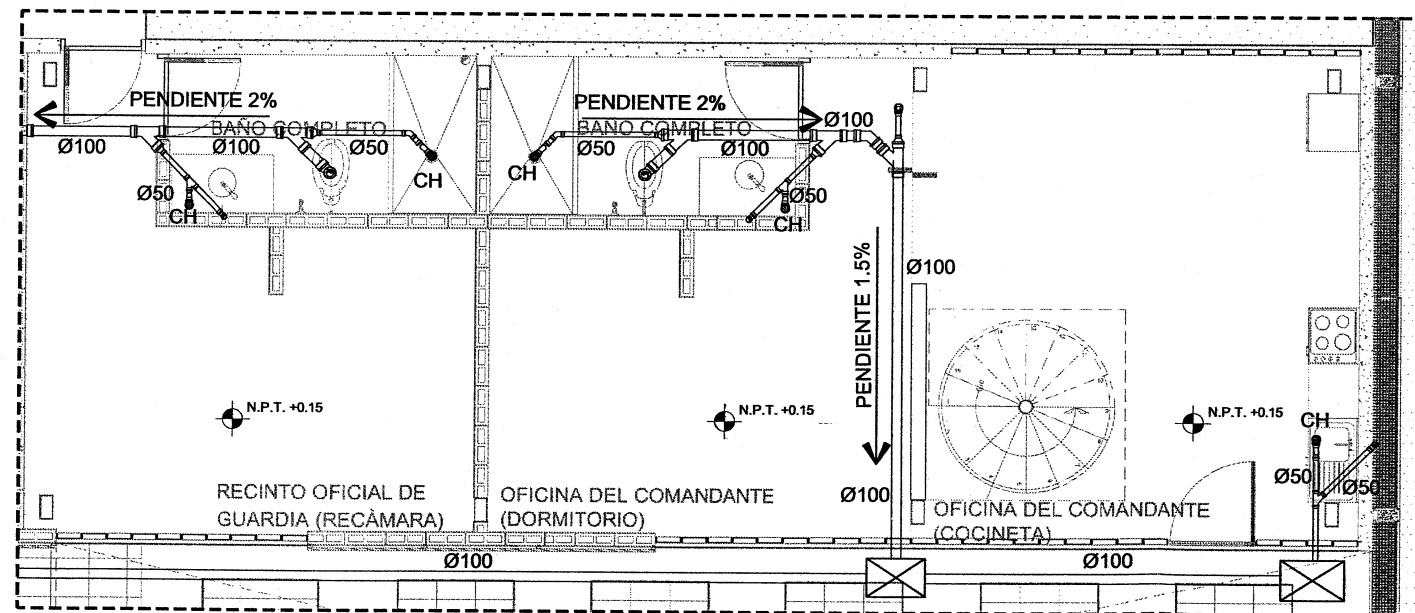 PENDIENTE 2%
PENDIENTE 2%
Ø100
BAÑO COMPLETO
BAÑO COMPLETO
Ø100
Ø100
Ø50
Ø50
Ø100
CH
CH
Ø50
CH
Ø50
CH
PENDIENTE 1.5%
Ø100
N.P.T. +0.15
N.P.T. +0.15
N.P.T. +0.15
CH
Ø50
Ø50
RECINTO OFICIAL DE
GUARDIA (RECÀMARA)
OFICINA DEL COMANDANTE
(DORMITORIO)
Ø100
OFICINA DEL COMANDANTE
(COCINETA)
Ø100
Ø100